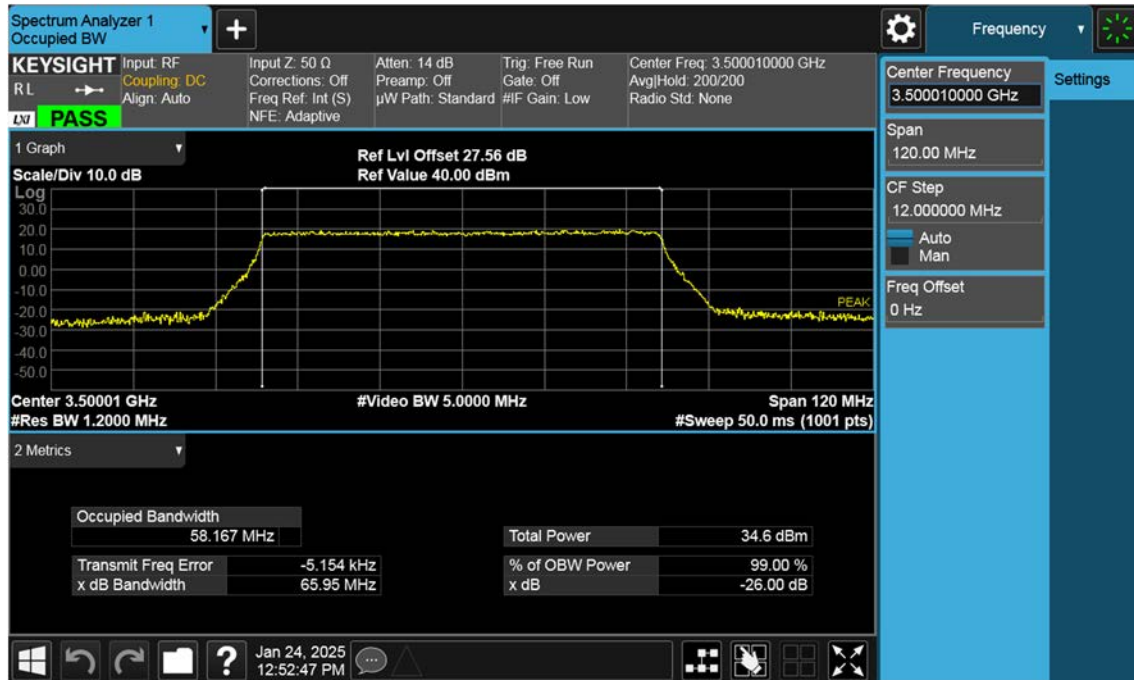 Spectrum Analyzer 1
Occupied BW
+
Frequency
KEYSIGHT
RL
LXI
PASS
Input: RF
Coupling: DC
Align: Auto
Input Z: 50 Ω
Corrections: Off
Freq Ref: Int (S)
NFE: Adaptive
Atten: 14 dB
Preamp: Off
µW Path: Standard
Trig: Free Run
Gate: Off
#IF Gain: Low
Center Freq: 3.500010000 GHz
Avg|Hold: 200/200
Radio Std: None
Center Frequency
3.500010000 GHz
Settings
Span
120.00 MHz
CF Step
12.000000 MHz
Auto
Man
Freq Offset
0 Hz
1 Graph
Scale/Div 10.0 dB
Ref Lvl Offset 27.56 dB
Ref Value 40.00 dBm
Log
30.0
20.0
10.0
0.00
-10.0
-20.0
-30.0
-40.0
-50.0
PEAK
Center 3.50001 GHz
#Video BW 5.0000 MHz
Span 120 MHz
#Res BW 1.2000 MHz
#Sweep 50.0 ms (1001 pts)
2 Metrics
Occupied Bandwidth
58.167 MHz
Total Power 34.6 dBm
Transmit Freq Error -5.154 kHz
% of OBW Power 99.00 %
x dB Bandwidth 65.95 MHz
x dB -26.00 dB
?
Jan 24, 2025
12:52:47 PM